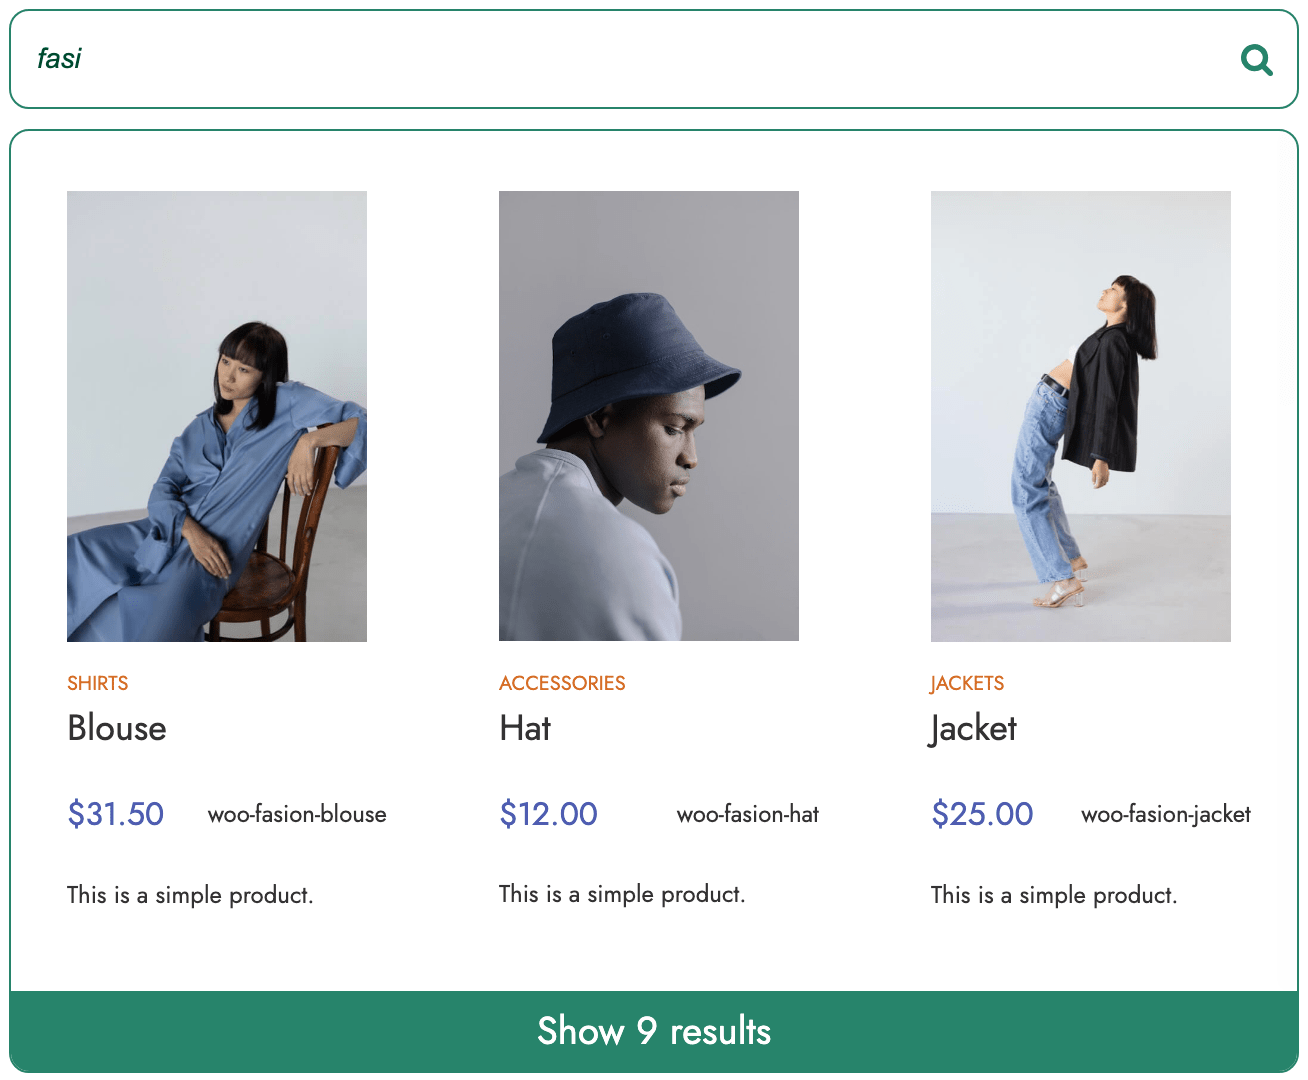 fasi
SHIRTS
Blouse
$31.50 woo-fasion-blouse
This is a simple product.
ACCESSORIES
Hat
$12.00 woo-fasion-hat
This is a simple product.
JACKETS
Jacket
$25.00 woo-fasion-jacket
This is a simple product.
Show 9 results